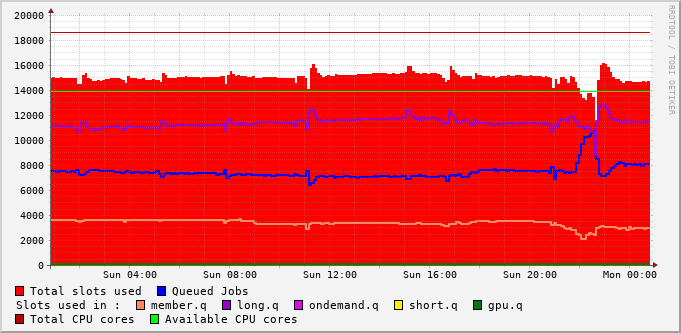 20000
18000
16000
14000
12000
10000
8000
6000
4000
2000
0
Sun 04:00 Sun 08:00 Sun 12:00 Sun 16:00 Sun 20:00 Mon 00:00
Total slots used Queued Jobs
Slots used in : member.q long.q ondemand.q short.q gpu.q
Total CPU cores Available CPU cores
RRDTOOL / TOBI OETIKER